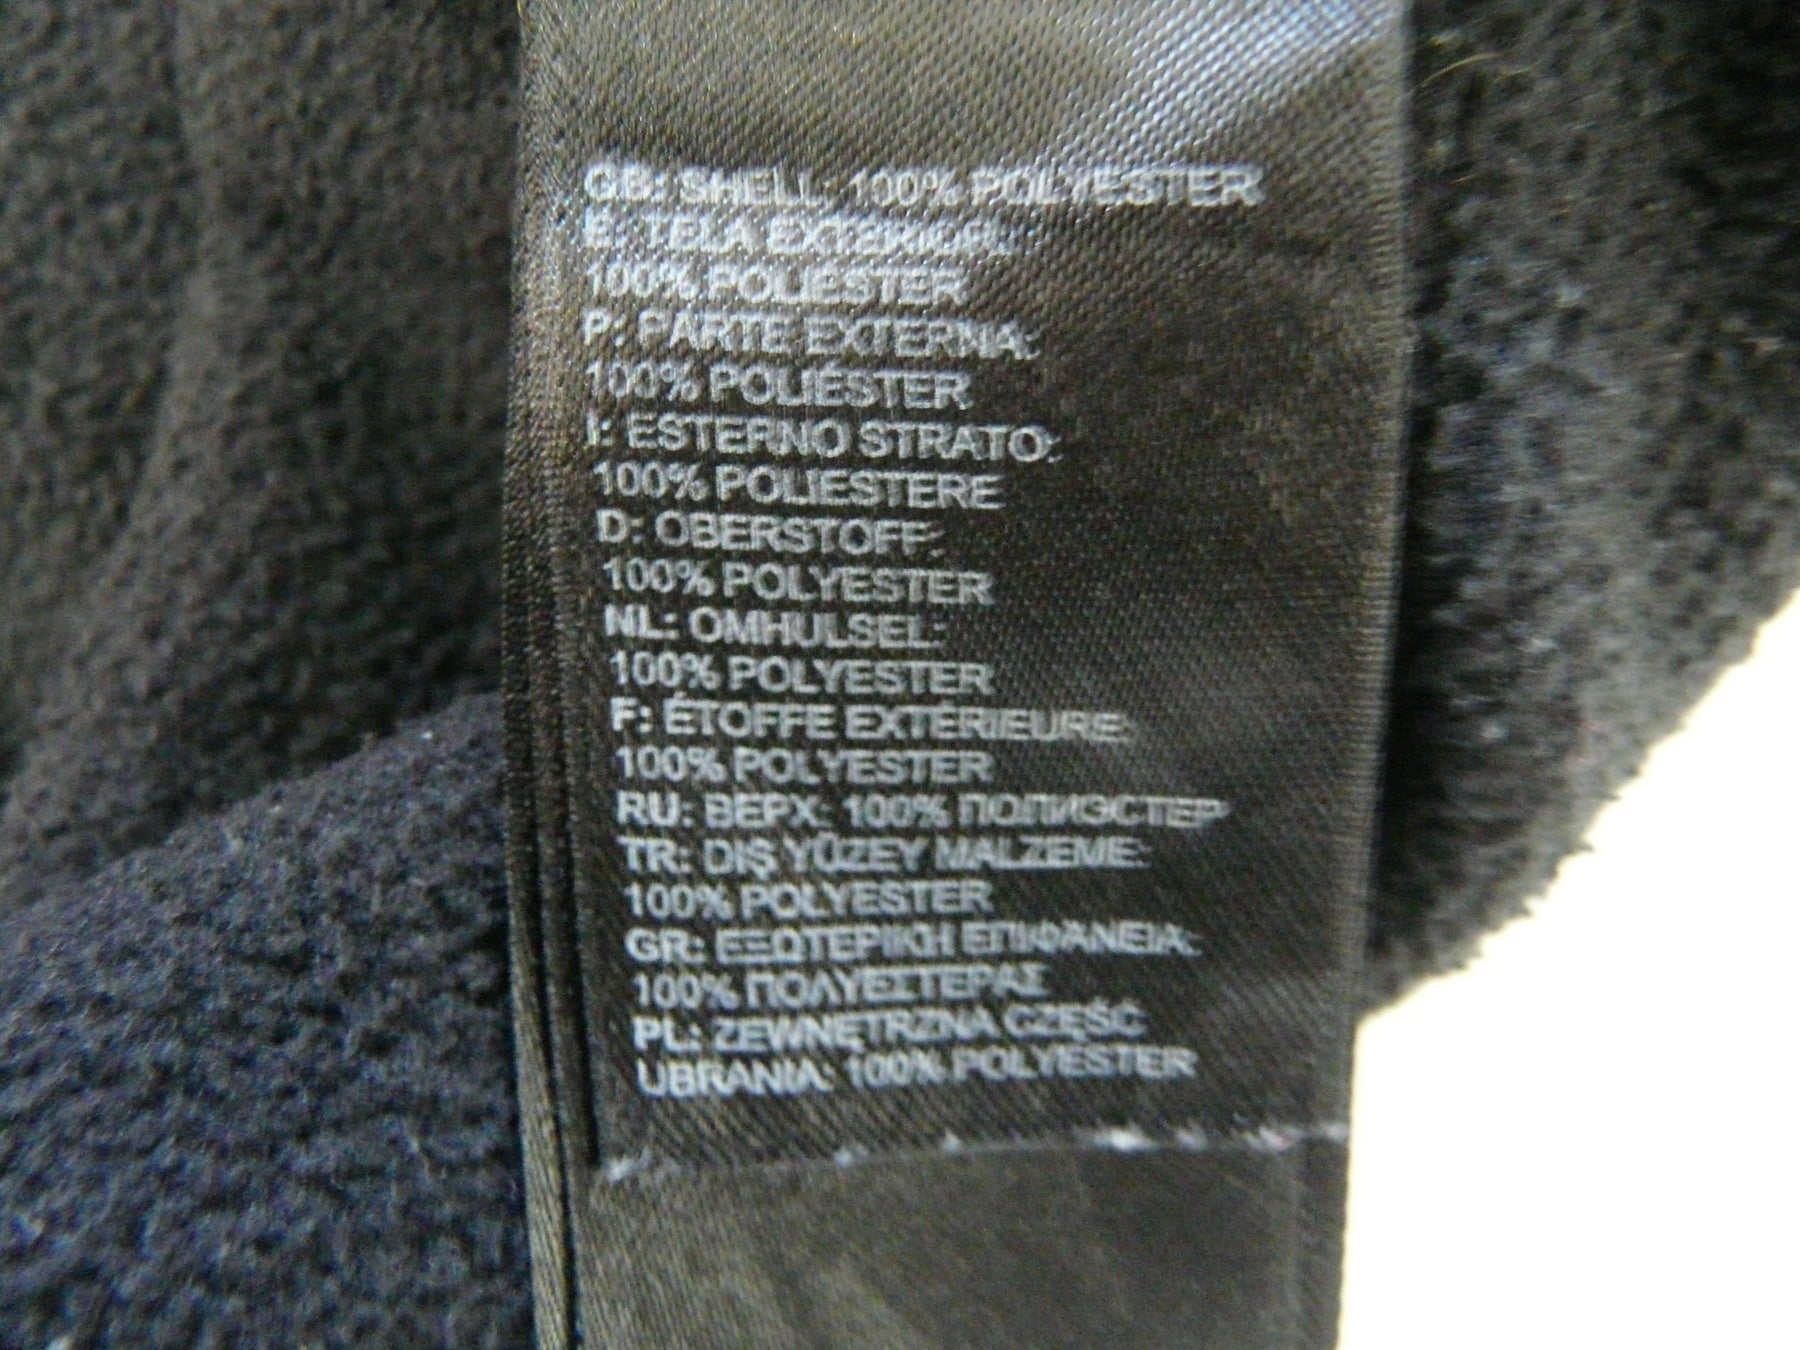 GB: SHELL: 100% POLYESTER
E: TELA EXTERIOR:
100% POLIESTER
P: PARTE EXTERNA:
100% POLIÉSTER
I: ESTERNO STRATO:
100% POLIESTERE
D: OBERSTOFF:
100% POLYESTER
NL: OMHULSEL:
100% POLYESTER
F: ÉTOFFE EXTÉRIEURE:
100% POLYESTER
RU: ВЕРХ: 100% ПОЛИЭСТЕР
TR: DIŞ YÜZEY MALZEME:
100% POLYESTER
GR: ΕΞΩΤΕΡΙΚΗ ΕΠΙΦΑΝΕΙΑ:
100% ΠΟΛΥΕΣΤΕΡΑΣ
PL: ZEWNĘTRZNA CZĘŚĆ
UBRANIA: 100% POLYESTER